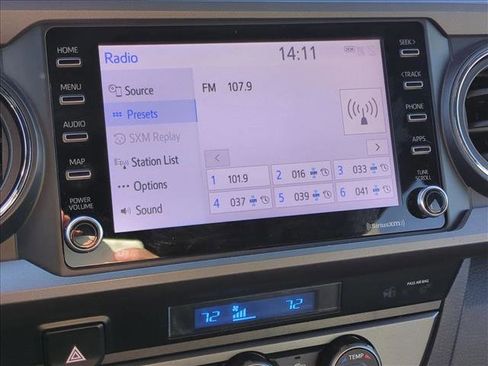 HOME
MENU
AUDIO
MAP
POWER
VOLUME
Radio 14:11
Source
Presets
SXM Replay
Station List
Options
Sound
FM 107.9
1 101.9 2 016 3 033
4 037 5 039 6 041
SEEK>
<TRACK
PHONE
APPS
TUNE
SCROLL
SiriusXM
PASS AIR BAG
72 72
TEMP